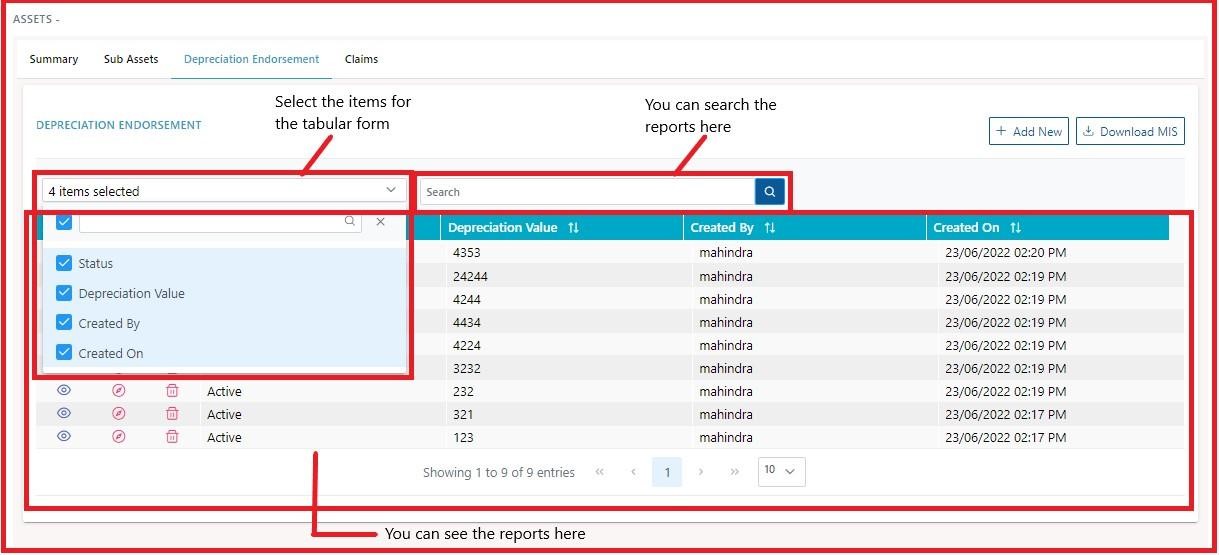 ASSETS -
Summary Sub Assets Depreciation Endorsement Claims
Select the items for
the tabular form
You can search the
reports here
DEPRECIATION ENDORSEMENT
+ Add New Download MIS
4 items selected
Search
Depreciation Value Created By Created On
Status
Depreciation Value
Created By
Created On
4353 mahindra 23/06/2022 02:20 PM
24244 mahindra 23/06/2022 02:19 PM
4244 mahindra 23/06/2022 02:19 PM
4434 mahindra 23/06/2022 02:19 PM
4224 mahindra 23/06/2022 02:19 PM
3232 mahindra 23/06/2022 02:19 PM
Active 232 mahindra 23/06/2022 02:19 PM
Active 321 mahindra 23/06/2022 02:17 PM
Active 123 mahindra 23/06/2022 02:17 PM
Showing 1 to 9 of 9 entries « ‹ 1 › » 10
You can see the reports here